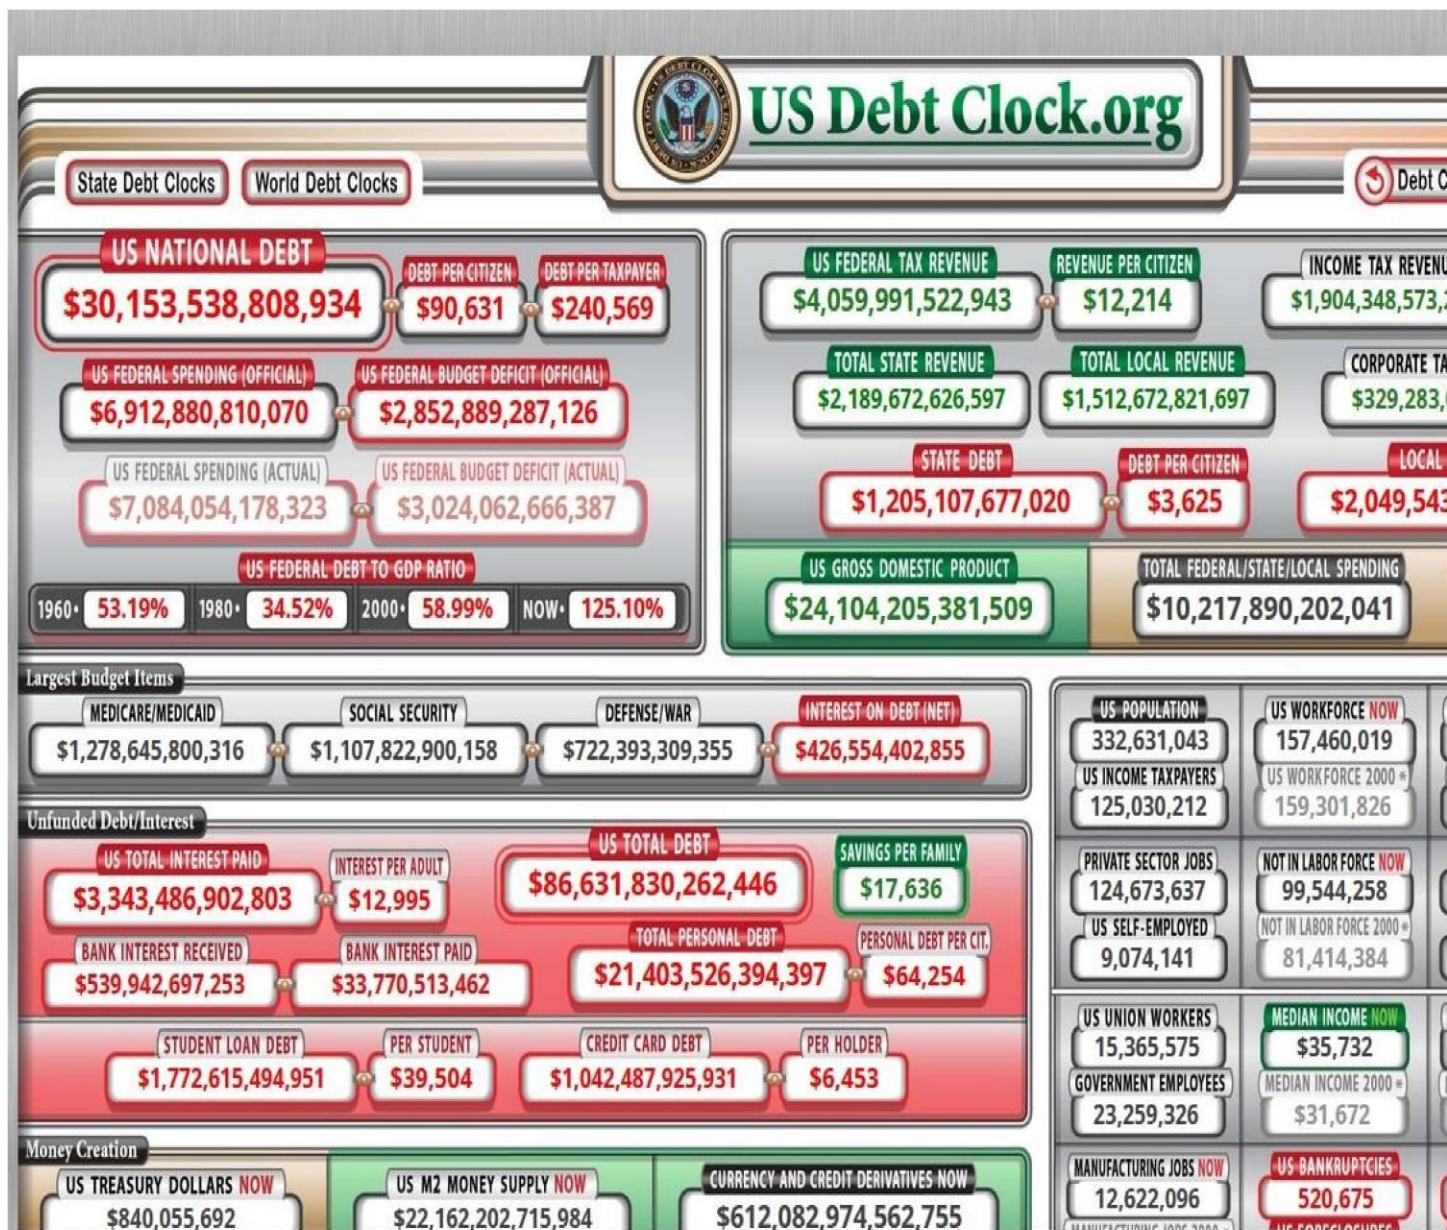 US Debt Clock.org
State Debt Clocks
World Debt Clocks
Debt C
US NATIONAL DEBT
$30,153,538,808,934
DEBT PER CITIZEN
$90,631
DEBT PER TAXPAYER
$240,569
US FEDERAL SPENDING (OFFICIAL)
$6,912,880,810,070
US FEDERAL BUDGET DEFICIT (OFFICIAL)
$2,852,889,287,126
US FEDERAL SPENDING (ACTUAL)
$7,084,054,178,323
US FEDERAL BUDGET DEFICIT (ACTUAL)
$3,024,062,666,387
US FEDERAL DEBT TO GDP RATIO
1960• 53.19% 1980• 34.52% 2000• 58.99% NOW• 125.10%
US FEDERAL TAX REVENUE
$4,059,991,522,943
REVENUE PER CITIZEN
$12,214
INCOME TAX REVENU
$1,904,348,573,
TOTAL STATE REVENUE
$2,189,672,626,597
TOTAL LOCAL REVENUE
$1,512,672,821,697
CORPORATE TA
$329,283,
STATE DEBT
$1,205,107,677,020
DEBT PER CITIZEN
$3,625
LOCAL
$2,049,543
US GROSS DOMESTIC PRODUCT
$24,104,205,381,509
TOTAL FEDERAL/STATE/LOCAL SPENDING
$10,217,890,202,041
Largest Budget Items
MEDICARE/MEDICAID
$1,278,645,800,316
SOCIAL SECURITY
$1,107,822,900,158
DEFENSE/WAR
$722,393,309,355
INTEREST ON DEBT (NET)
$426,554,402,855
Unfunded Debt/Interest
US TOTAL INTEREST PAID
$3,343,486,902,803
INTEREST PER ADULT
$12,995
US TOTAL DEBT
$86,631,830,262,446
SAVINGS PER FAMILY
$17,636
BANK INTEREST RECEIVED
$539,942,697,253
BANK INTEREST PAID
$33,770,513,462
TOTAL PERSONAL DEBT
$21,403,526,394,397
PERSONAL DEBT PER CIT.
$64,254
STUDENT LOAN DEBT
$1,772,615,494,951
PER STUDENT
$39,504
CREDIT CARD DEBT
$1,042,487,925,931
PER HOLDER
$6,453
Money Creation
US TREASURY DOLLARS NOW
$840,055,692
US M2 MONEY SUPPLY NOW
$22,162,202,715,984
CURRENCY AND CREDIT DERIVATIVES NOW
$612,082,974,562,755
US POPULATION
332,631,043
US WORKFORCE NOW
157,460,019
US INCOME TAXPAYERS
125,030,212
US WORKFORCE 2000 *
159,301,826
PRIVATE SECTOR JOBS
124,673,637
NOT IN LABOR FORCE NOW
99,544,258
US SELF-EMPLOYED
9,074,141
NOT IN LABOR FORCE 2000 *
81,414,384
US UNION WORKERS
15,365,575
MEDIAN INCOME NOW
$35,732
GOVERNMENT EMPLOYEES
23,259,326
MEDIAN INCOME 2000 *
$31,672
MANUFACTURING JOBS NOW
12,622,096
US BANKRUPTCIES
520,675